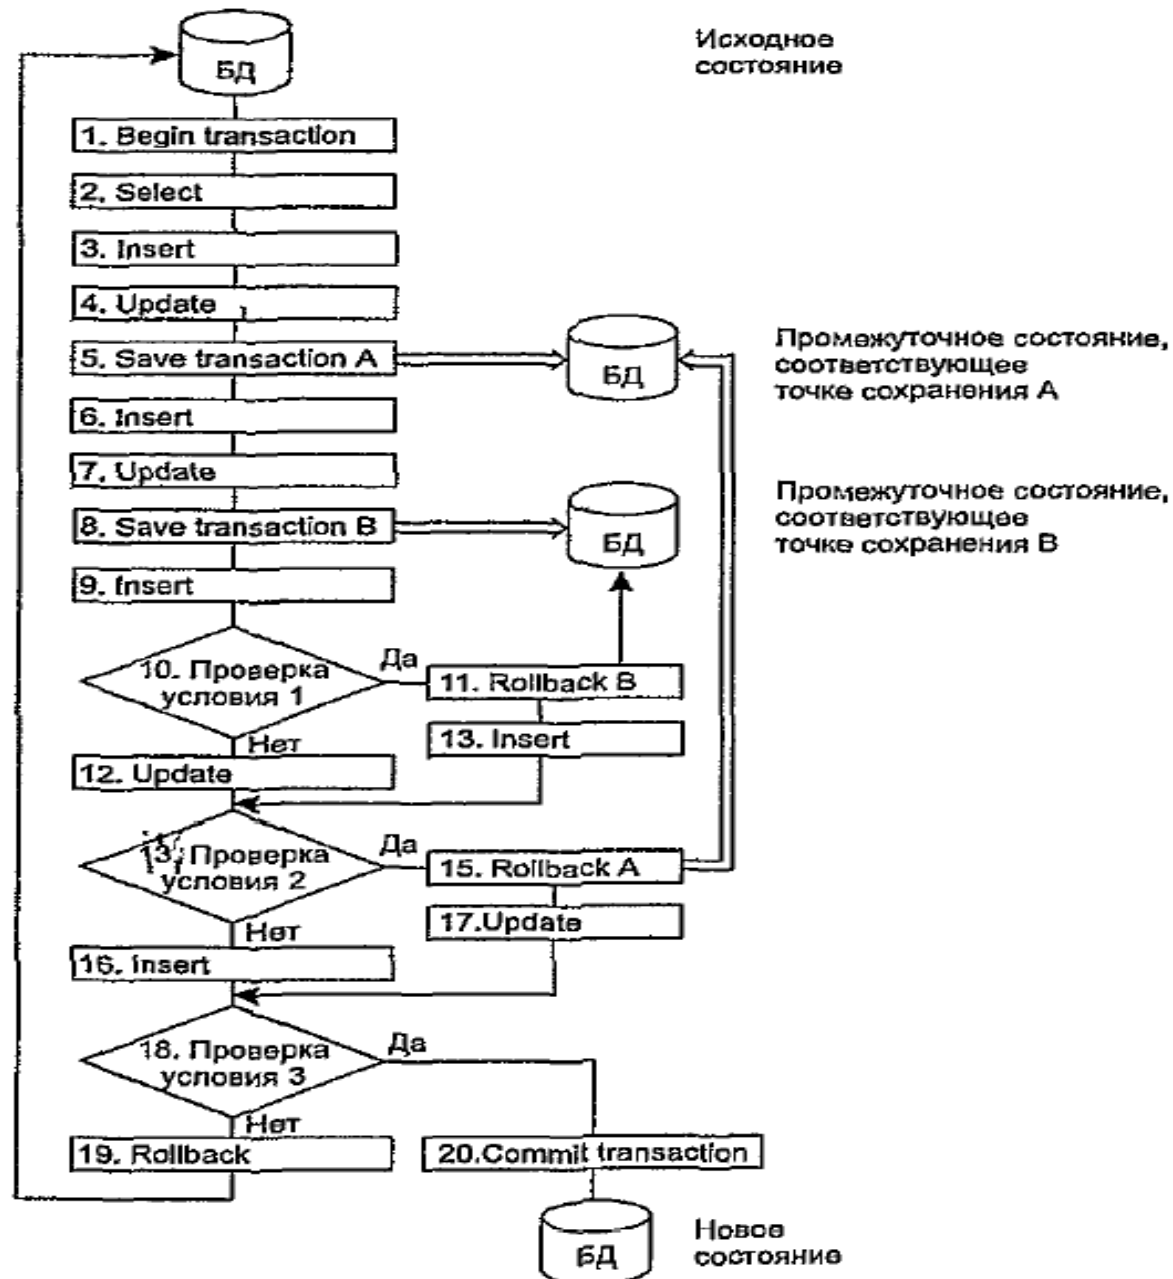 БД
Исходное
состояние
1. Begin transaction
2. Select
3. Insert
4. Update
5. Save transaction A
БД
Промежуточное состояние,
соответствующее
точке сохранения A
6. Insert
7. Update
8. Save transaction B
БД
Промежуточное состояние,
соответствующее
точке сохранения B
9. Insert
10. Проверка
условия 1
Да
11. Rollback B
13. Insert
Нет
12. Update
13. Проверка
условия 2
Да
15. Rollback A
17.Update
Нет
16. Insert
18. Проверка
условия 3
Да
Нет
19. Rollback
20.Commit transaction
БД
Новое
состояние